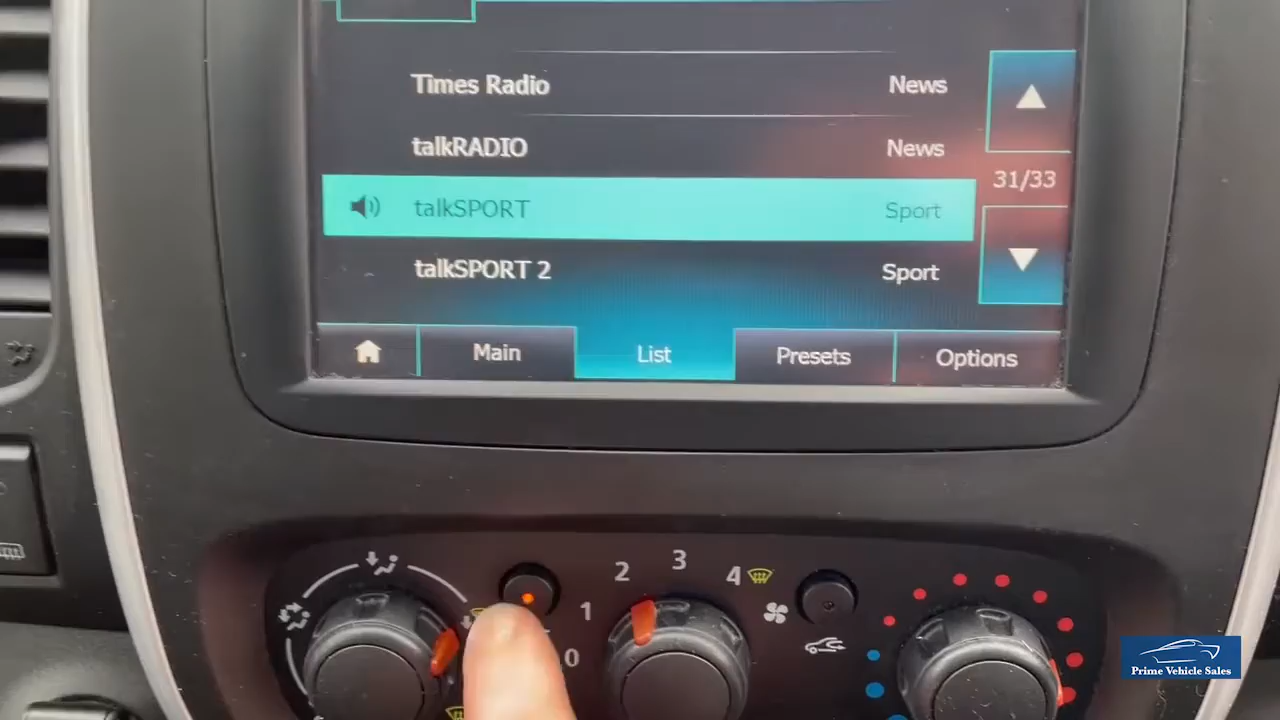 Times Radio News
talkRADIO News
31/33
talkSPORT Sport
talkSPORT 2 Sport
Main List Presets Options
0 1 2 3 4
Prime Vehicle Sales